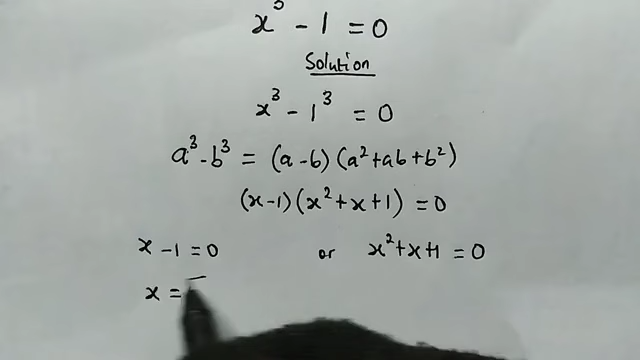 x³ - 1 = 0
Solution
x³ - 1³ = 0
a³ - b³ = (a - b)(a² + ab + b²)
(x - 1)(x² + x + 1) = 0
x - 1 = 0 or x² + x + 1 = 0
x =